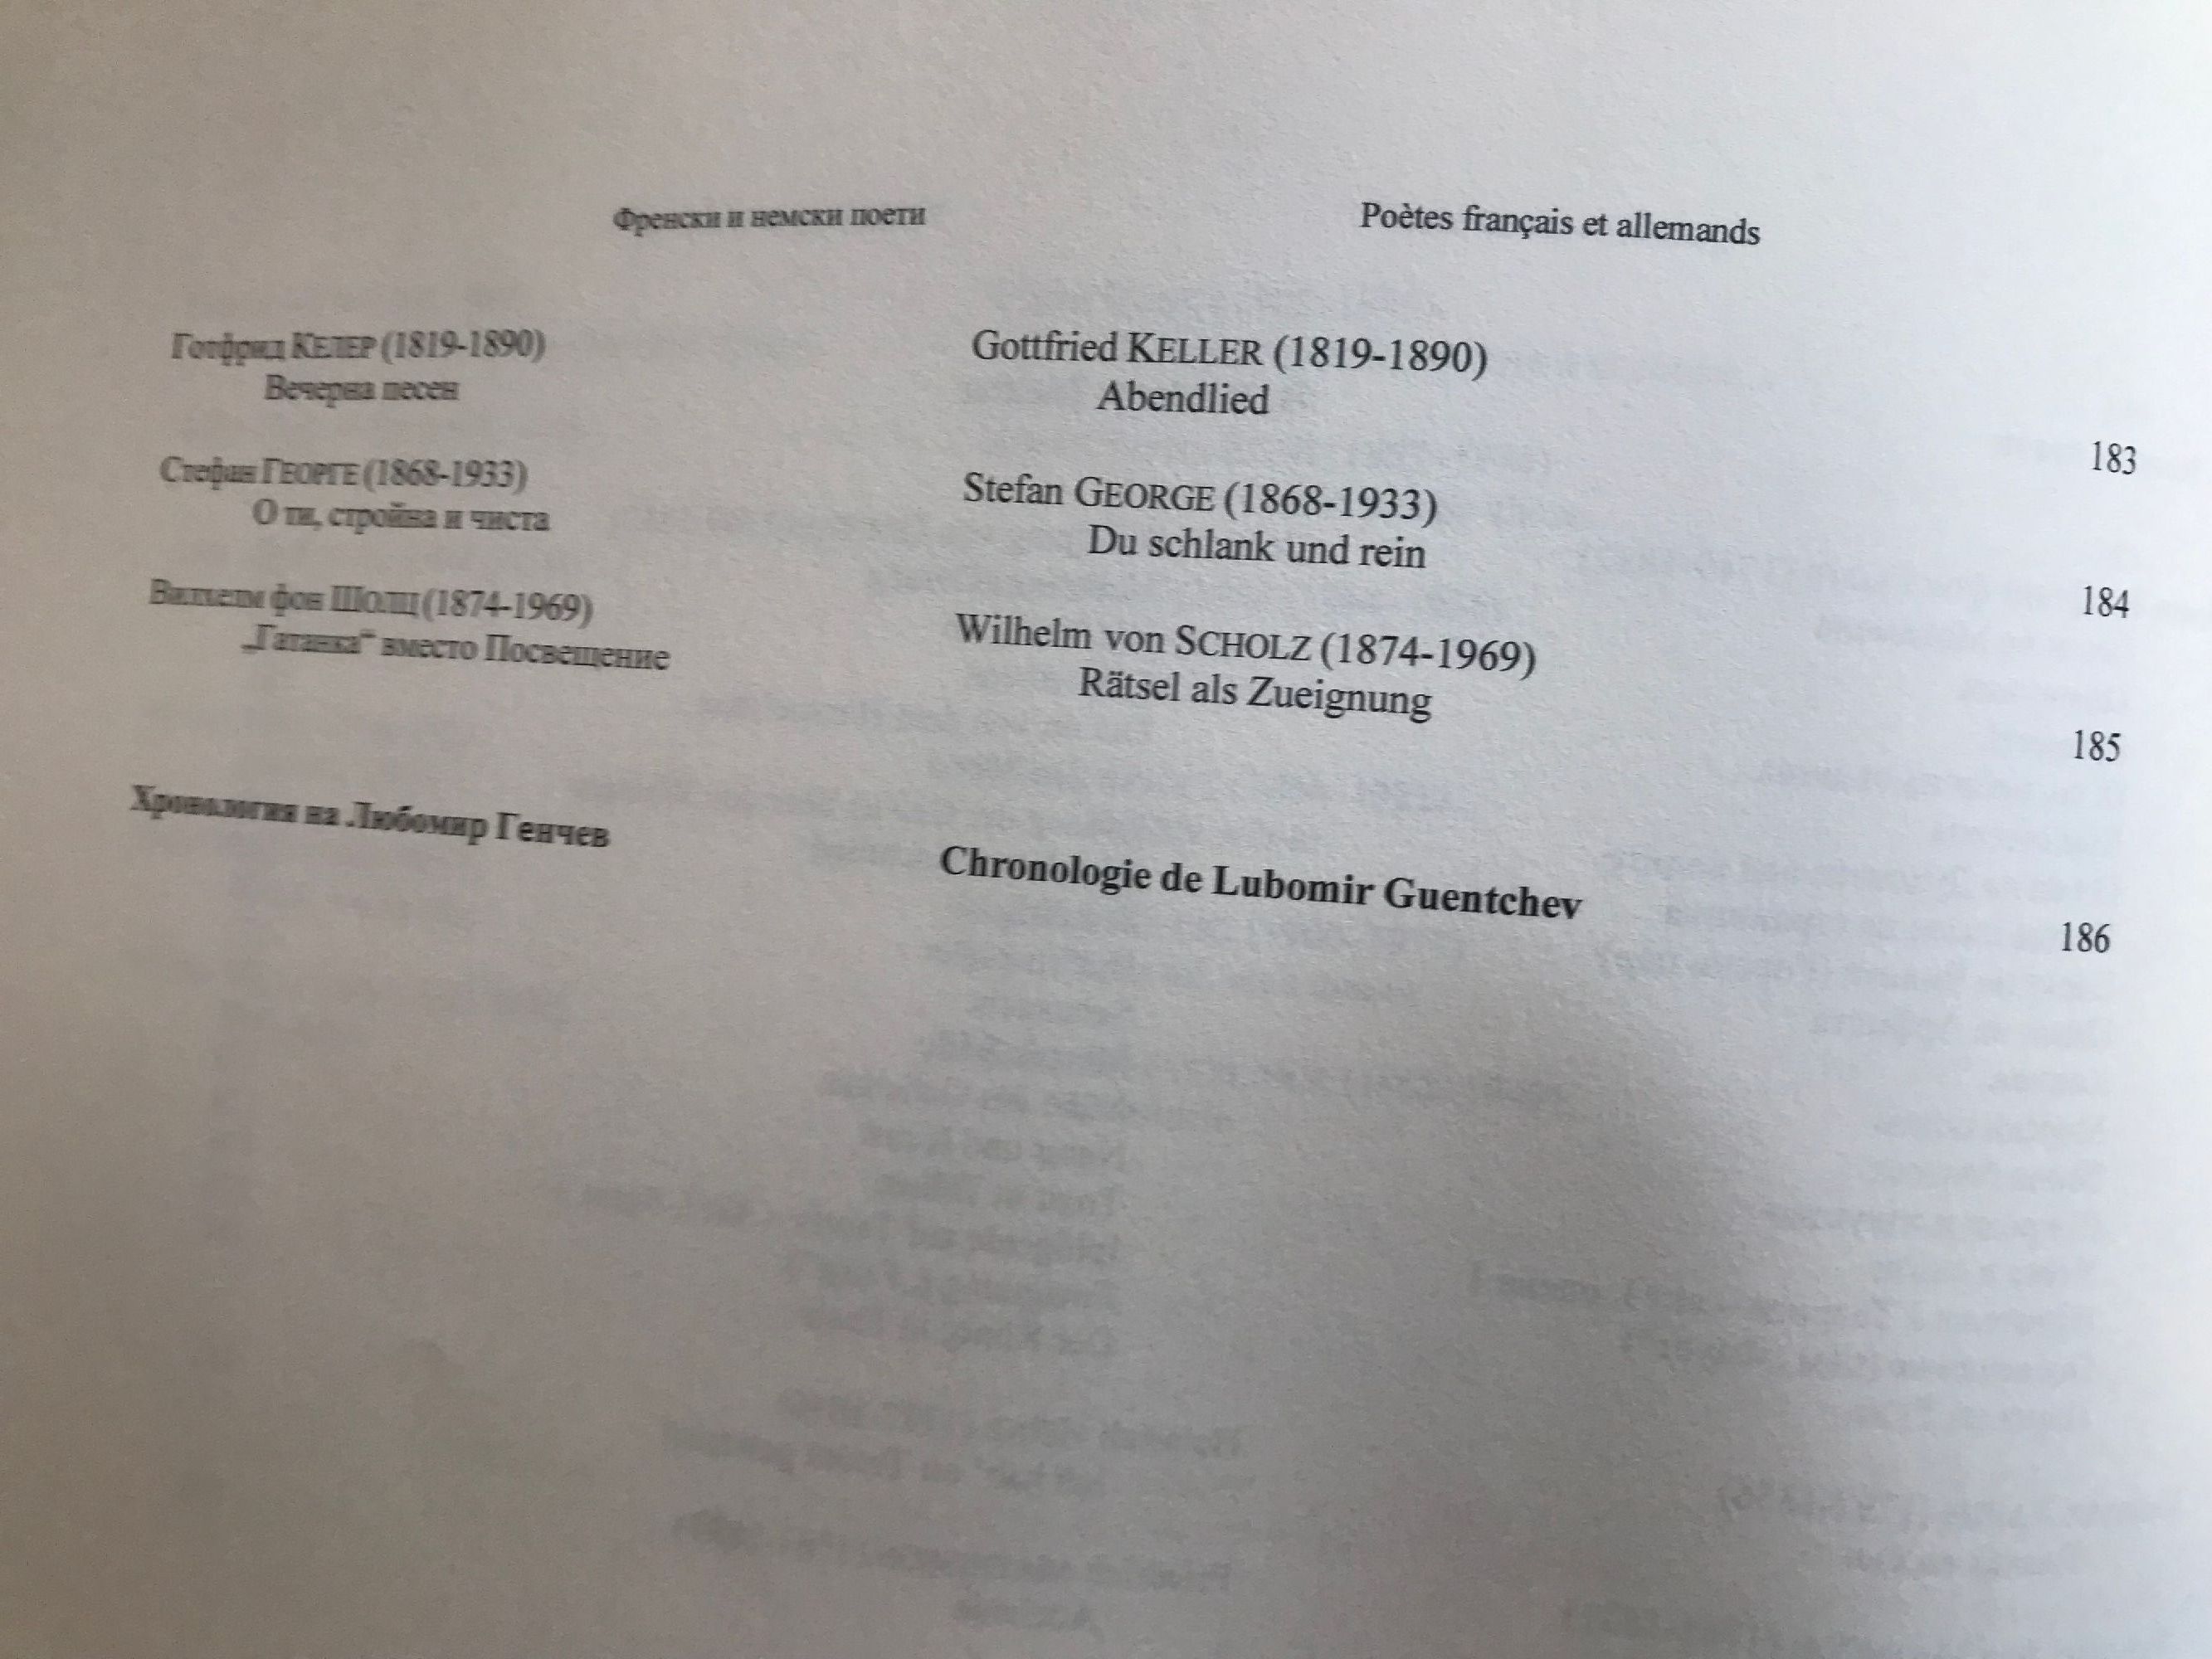 Френски и немски поети
Poètes français et allemands
Готфрид КЕЛЕР (1819-1890)
Вечерна песен
Gottfried KELLER (1819-1890)
Abendlied
183
Стефан ГЕОРГЕ (1868-1933)
О ти, стройна и чиста
Stefan GEORGE (1868-1933)
Du schlank und rein
184
Вилхелм фон ШОЛЦ (1874-1969)
„Гатанка“ вместо Посвещение
Wilhelm von SCHOLZ (1874-1969)
Rätsel als Zueignung
185
Хронология на Любомир Генчев
Chronologie de Lubomir Guentchev
186